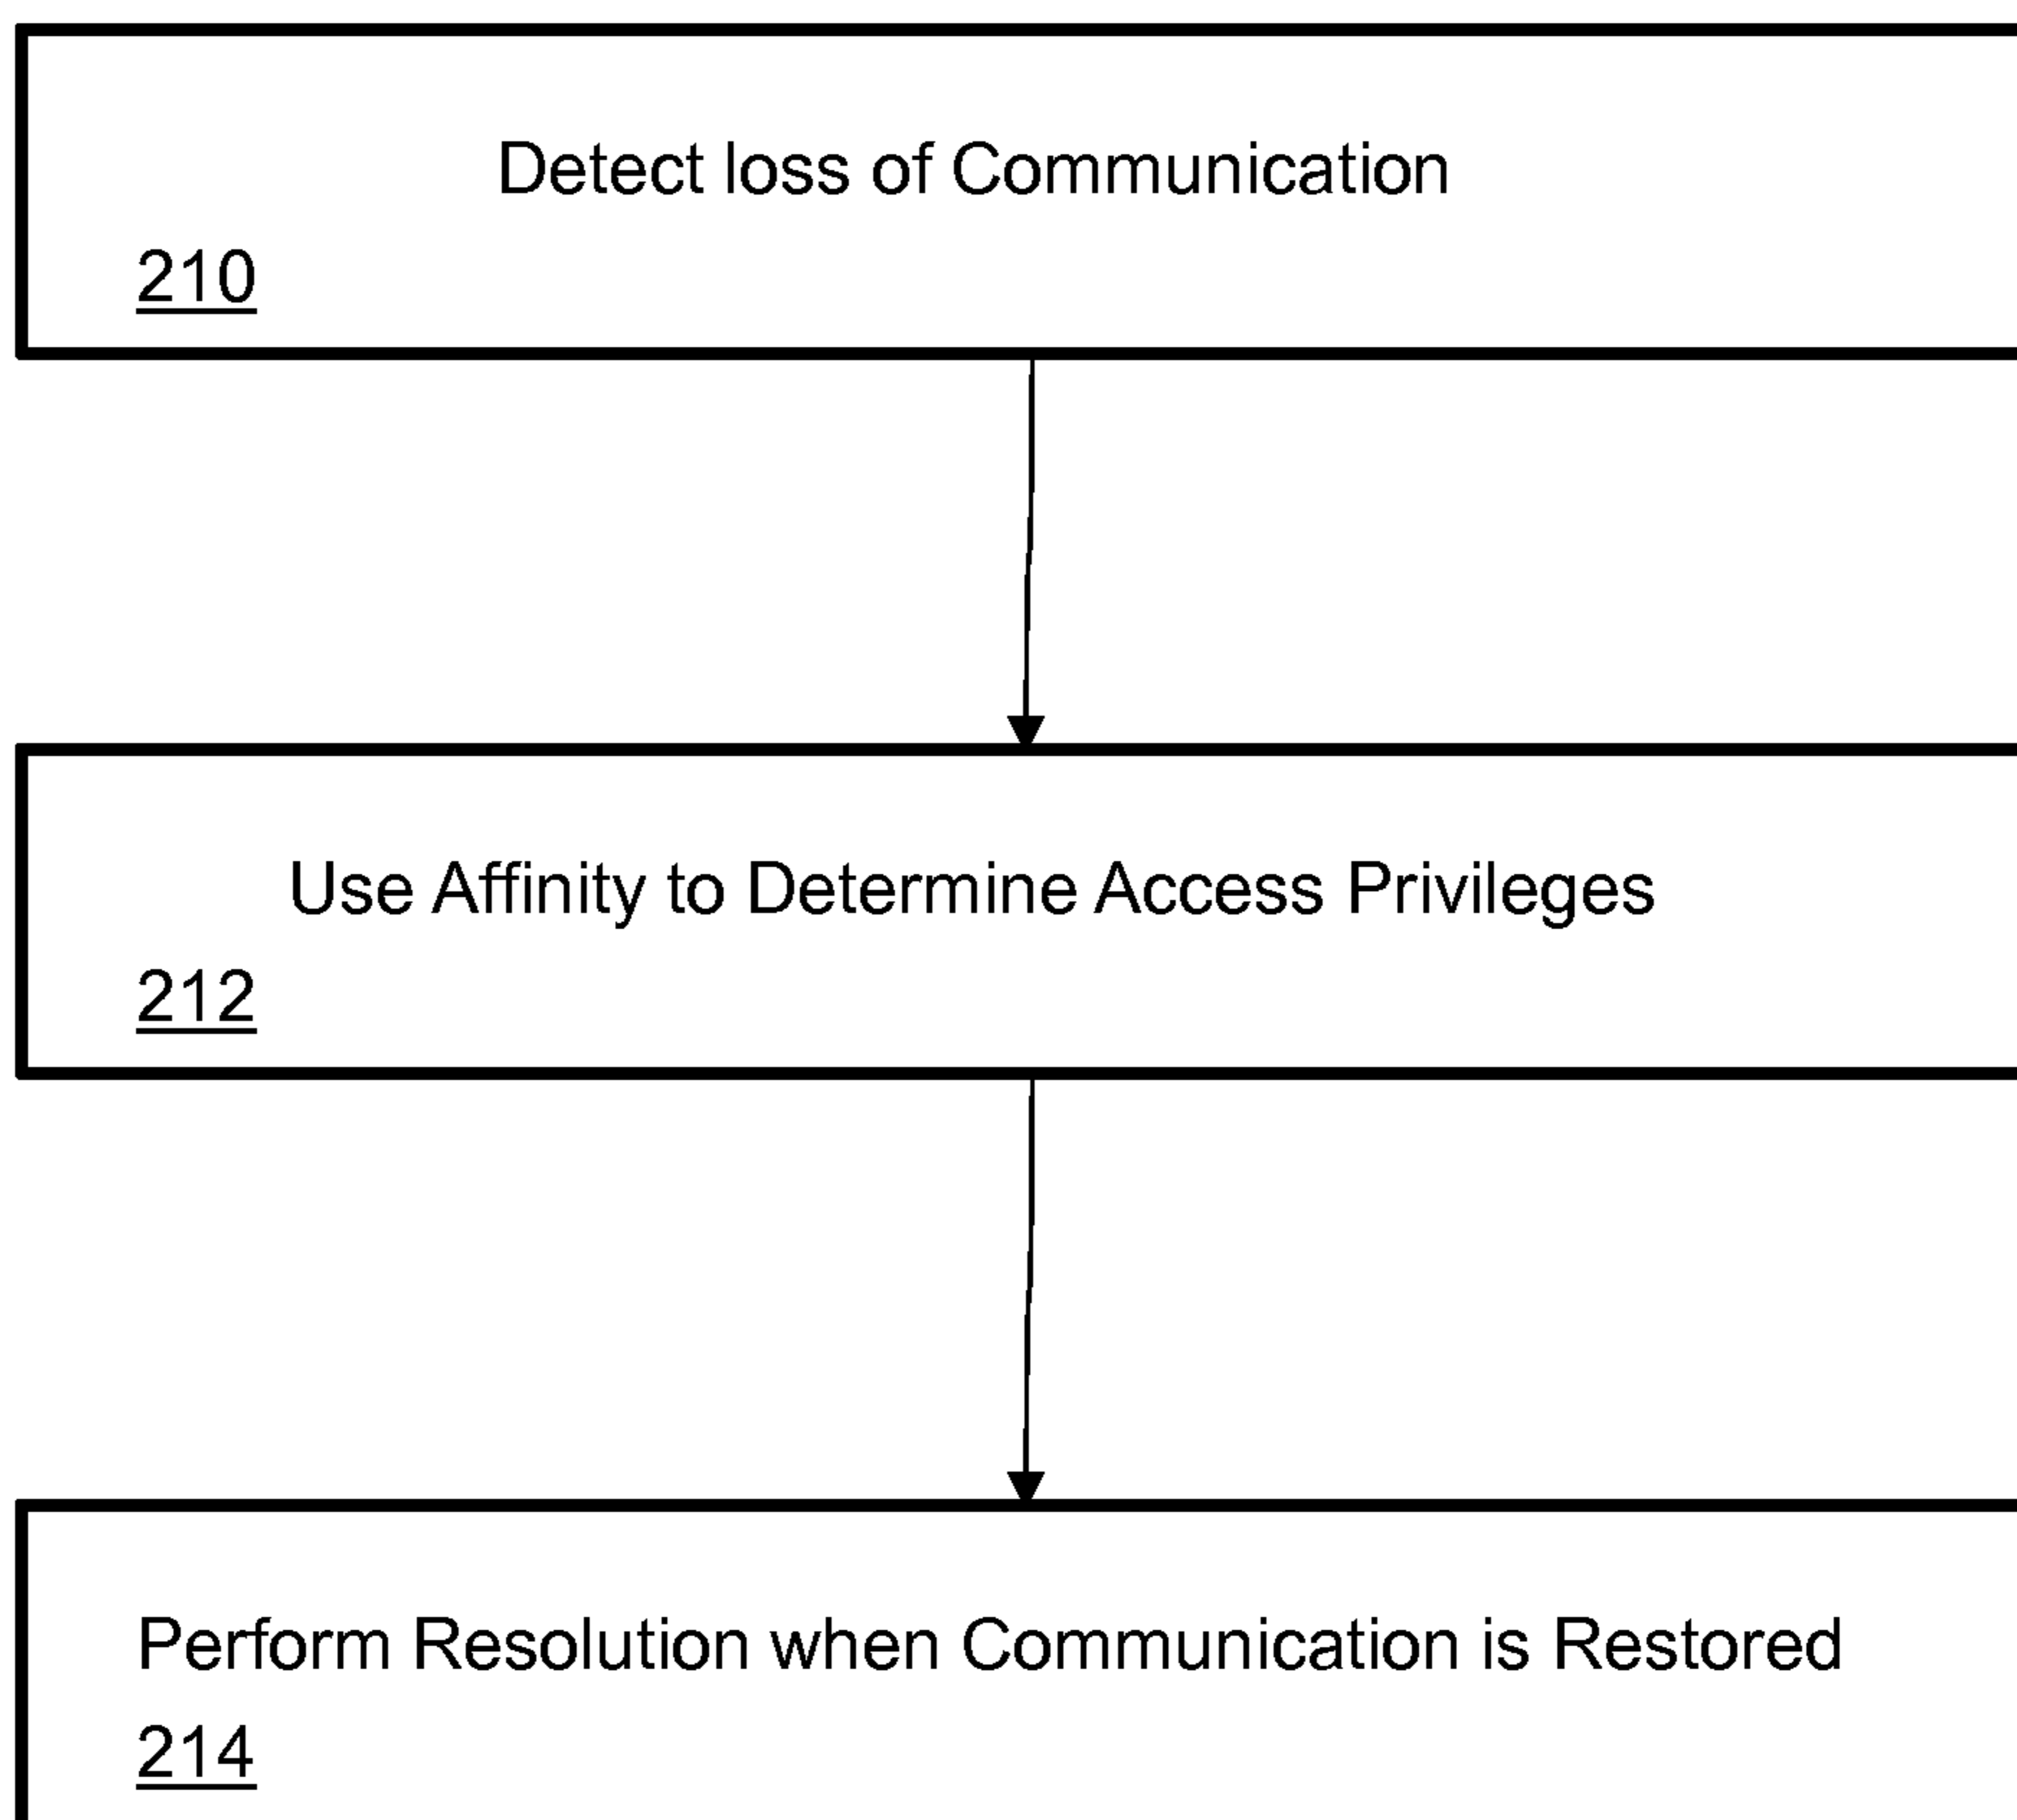 Detect loss of Communication
210
Use Affinity to Determine Access Privileges
212
Perform Resolution when Communication is Restored
214